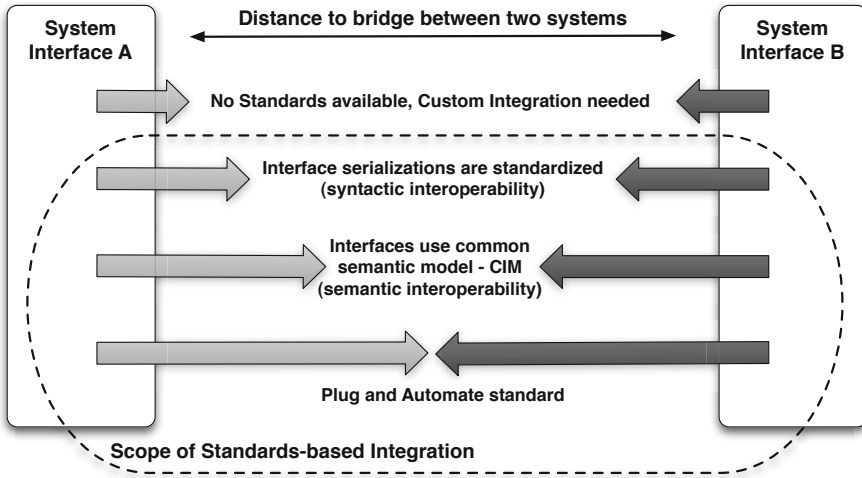 Distance to bridge between two systems
System
Interface A
System
Interface B
No Standards available, Custom Integration needed
Interface serializations are standardized
(syntactic interoperability)
Interfaces use common
semantic model - CIM
(semantic interoperability)
Plug and Automate standard
Scope of Standards-based Integration